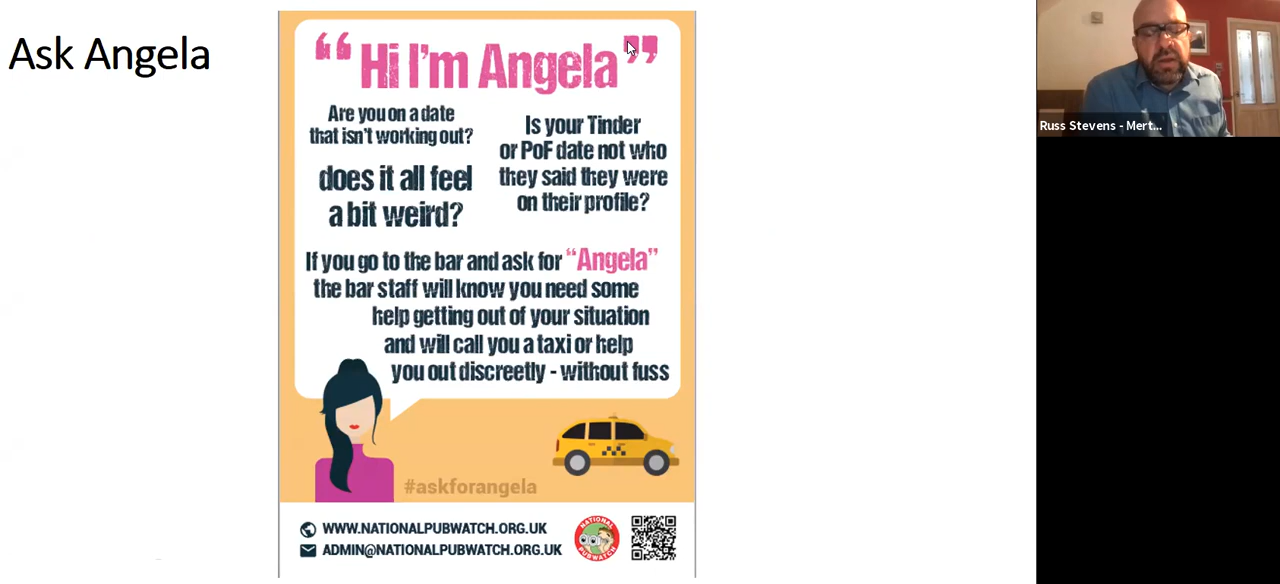 Ask Angela
“Hi I'm Angela”
Are you on a date
that isn't working out?
does it all feel
a bit weird?
Is your Tinder
or PoF date not who
they said they were
on their profile?
If you go to the bar and ask for “Angela”
the bar staff will know you need some
help getting out of your situation
and will call you a taxi or help
you out discreetly - without fuss
#askforangela
WWW.NATIONALPUBWATCH.ORG.UK
ADMIN@NATIONALPUBWATCH.ORG.UK
NATIONAL
PUBWATCH
Russ Stevens - Mert...